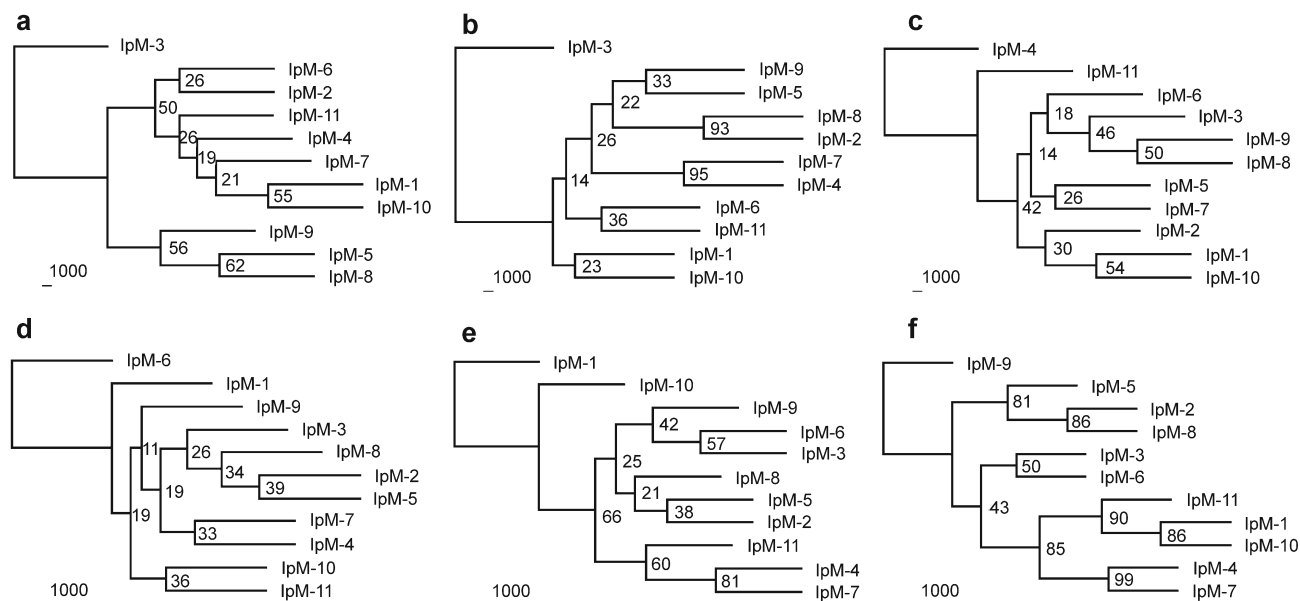 a
IpM-3
IpM-6
26
IpM-2
50
IpM-11
26
IpM-4
19
IpM-7
21
IpM-1
55
IpM-10
IpM-9
56
IpM-5
62
IpM-8
_1000
b
IpM-3
IpM-9
33
IpM-5
22
IpM-8
93
IpM-2
26
IpM-7
95
IpM-4
14
IpM-6
36
IpM-11
IpM-1
23
IpM-10
_1000
c
IpM-4
IpM-11
IpM-6
18
IpM-3
46
IpM-9
50
IpM-8
14
IpM-5
26
IpM-7
42
IpM-2
30
IpM-1
54
IpM-10
_1000
d
IpM-6
IpM-1
IpM-9
11
IpM-3
26
IpM-8
34
IpM-2
39
IpM-5
19
IpM-7
33
IpM-4
19
IpM-10
36
IpM-11
1000
e
IpM-1
IpM-10
IpM-9
42
IpM-6
57
IpM-3
25
IpM-8
21
IpM-5
38
IpM-2
66
IpM-11
60
IpM-4
81
IpM-7
1000
f
IpM-9
IpM-5
81
IpM-2
86
IpM-8
IpM-3
50
IpM-6
43
IpM-11
90
IpM-1
86
IpM-10
85
IpM-4
99
IpM-7
1000